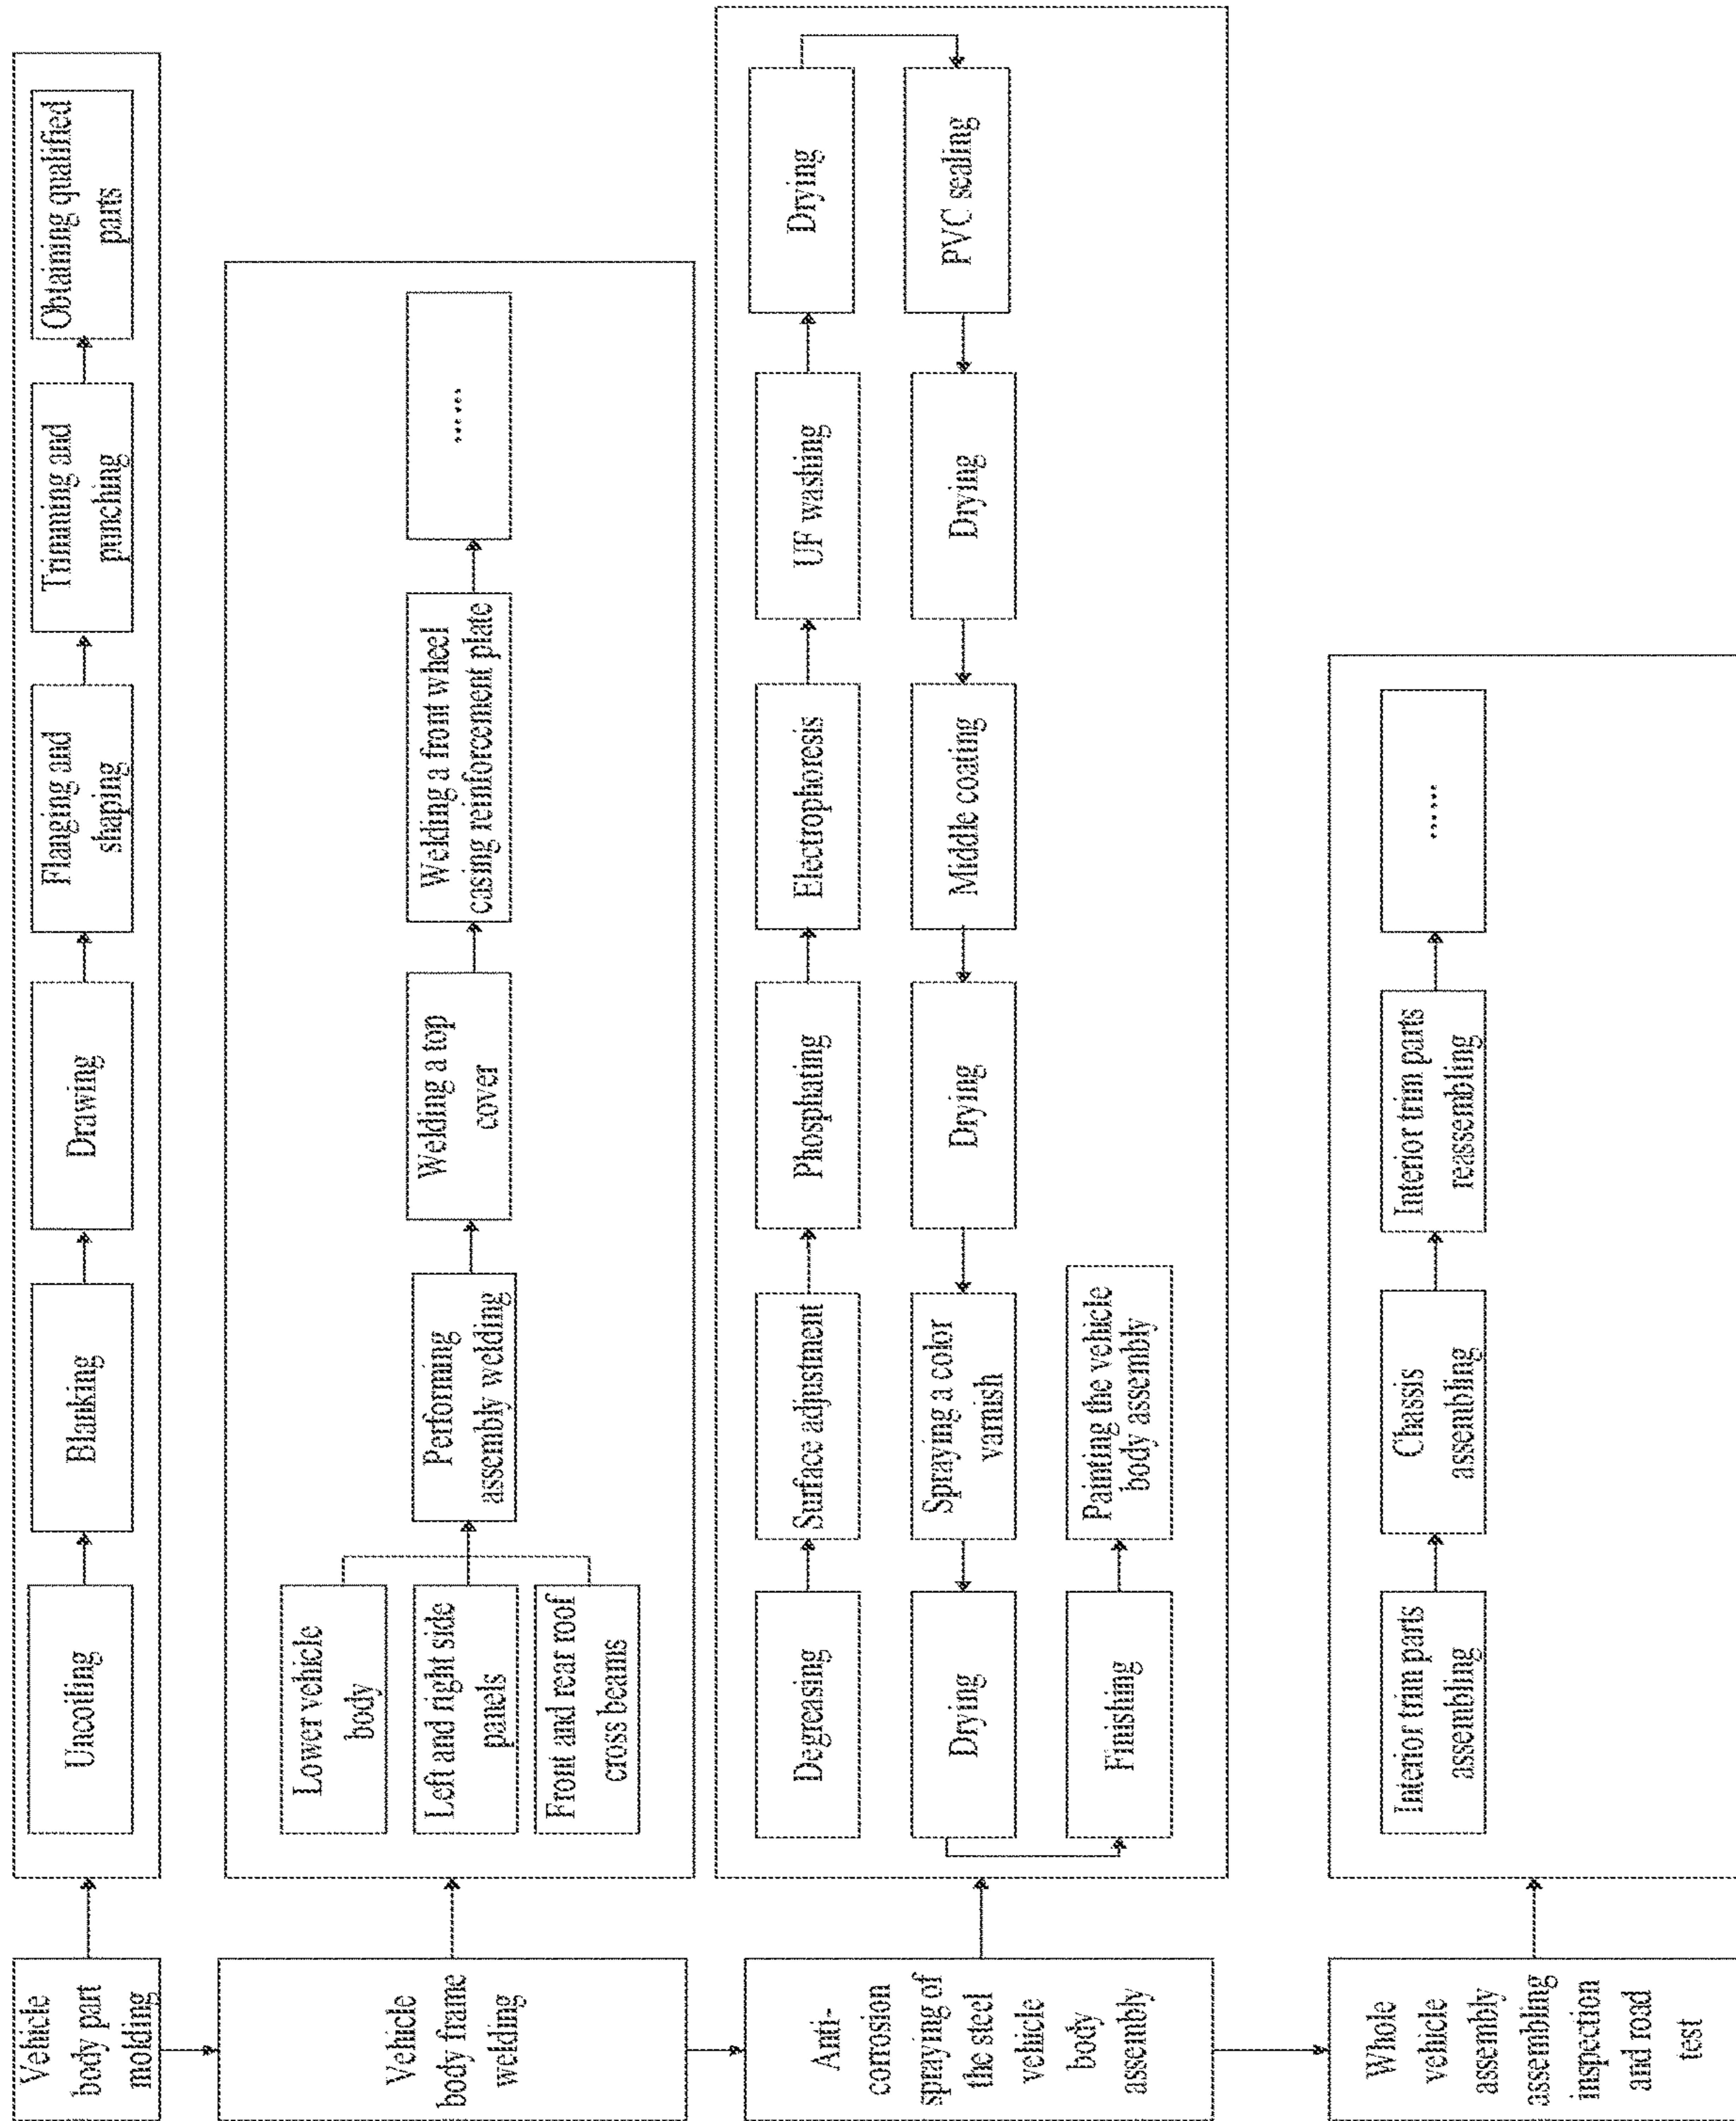 Vehicle
body part
molding
Uncoiling
Blanking
Drawing
Flanging and
shaping
Trimming and
punching
Obtaining qualified
parts
Vehicle
body frame
welding
Lower vehicle
body
Left and right side
panels
Front and rear roof
cross beams
Performing
assembly welding
Welding a top
cover
Welding a front wheel
casing reinforcement plate
......
Anti-
corrosion
spraying of
the steel
vehicle
body
assembly
Degreasing
Surface adjustment
Phosphating
Electrophoresis
UF washing
Drying
PVC sealing
Drying
Middle coating
Drying
Spraying a color
varnish
Drying
Finishing
Painting the vehicle
body assembly
Whole
vehicle
assembly
assembling
inspection
and road
test
Interior trim parts
assembling
Chassis
assembling
Interior trim parts
reassembling
......